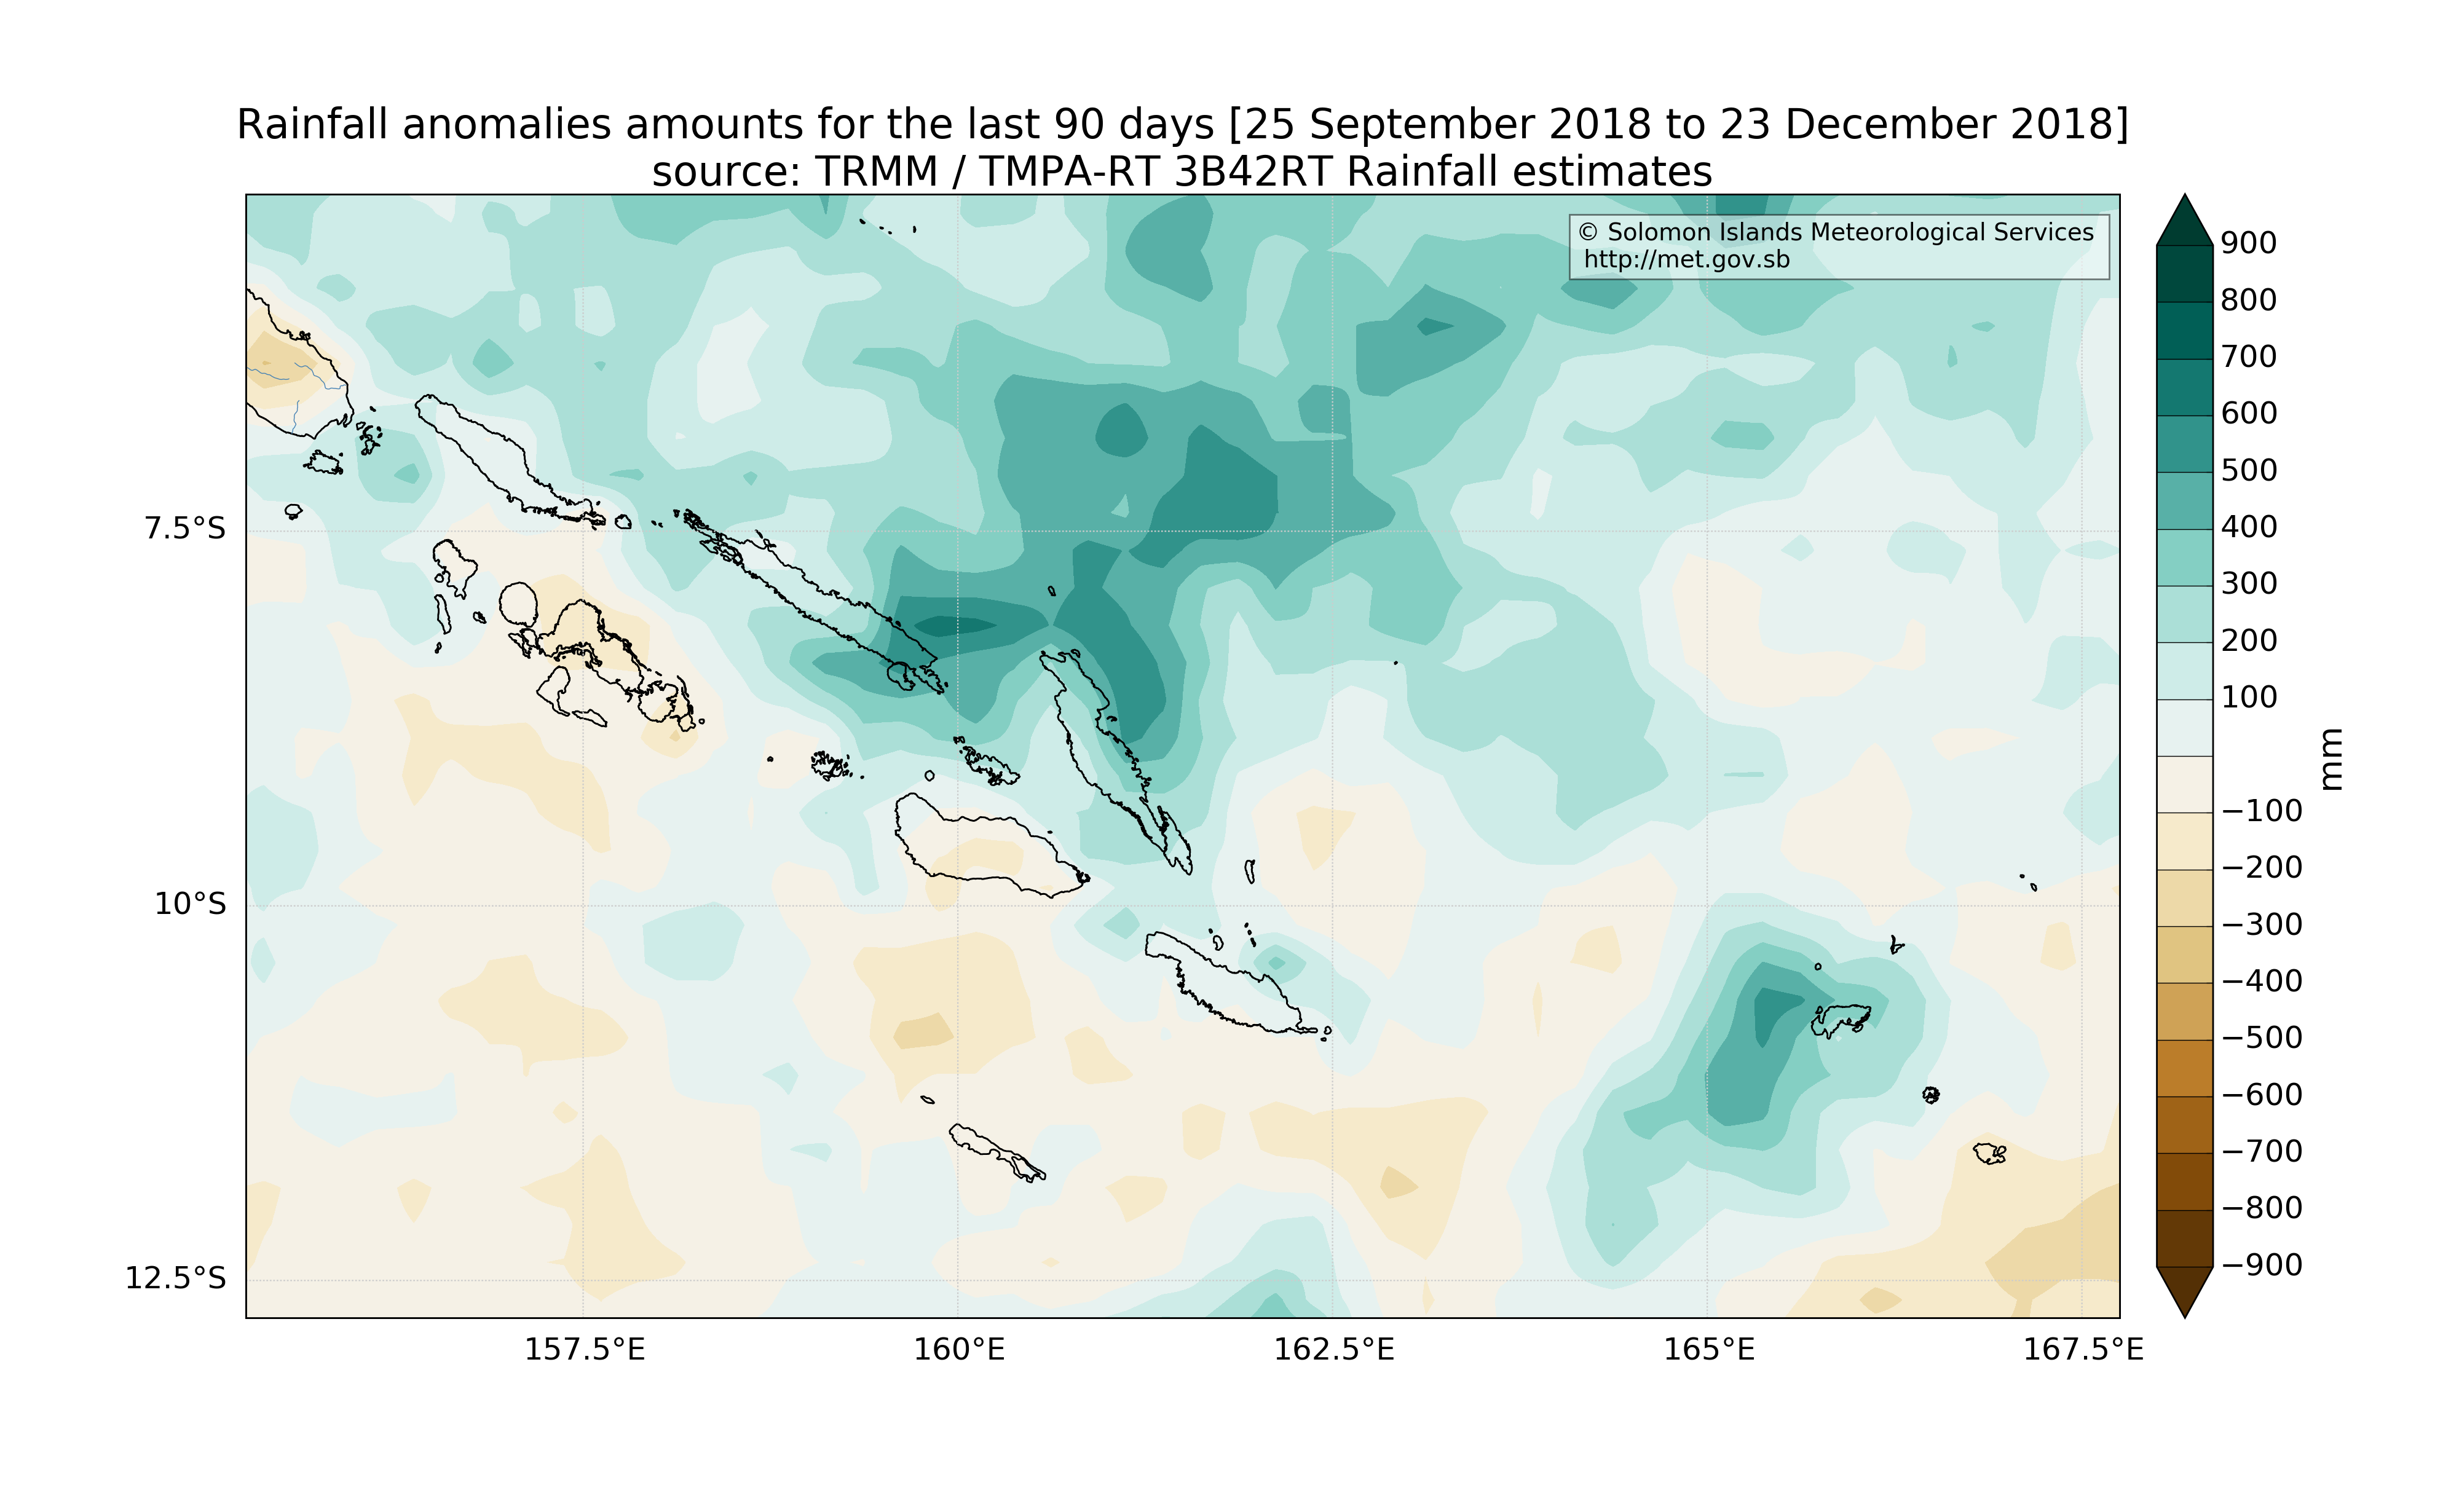 Rainfall anomalies amounts for the last 90 days [25 September 2018 to 23 December 2018]
source: TRMM / TMPA-RT 3B42RT Rainfall estimates
© Solomon Islands Meteorological Services
http://met.gov.sb
7.5°S
10°S
12.5°S
157.5°E
160°E
162.5°E
165°E
167.5°E
900
800
700
600
500
400
300
200
100
−100
−200
−300
−400
−500
−600
−700
−800
−900
mm